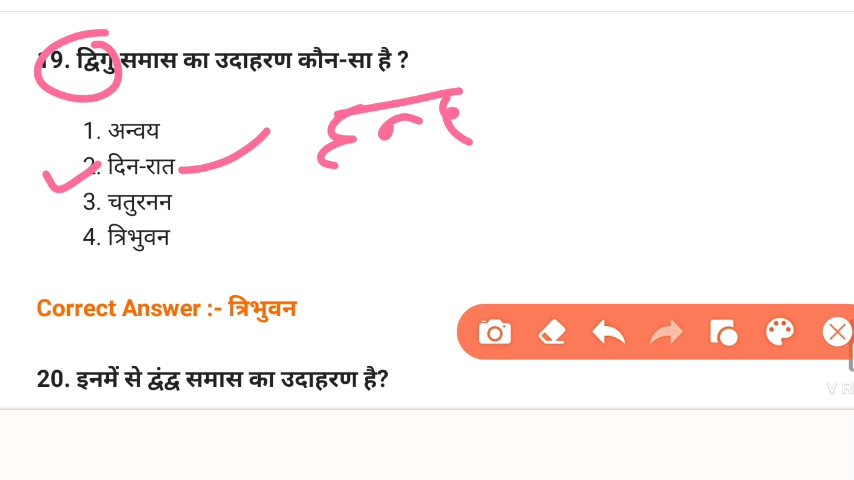 19. द्विगु समास का उदाहरण कौन-सा है ?
1. अन्वय
2. दिन-रात
3. चतुरनन
4. त्रिभुवन
Correct Answer :- त्रिभुवन
20. इनमें से द्वंद्व समास का उदाहरण है?